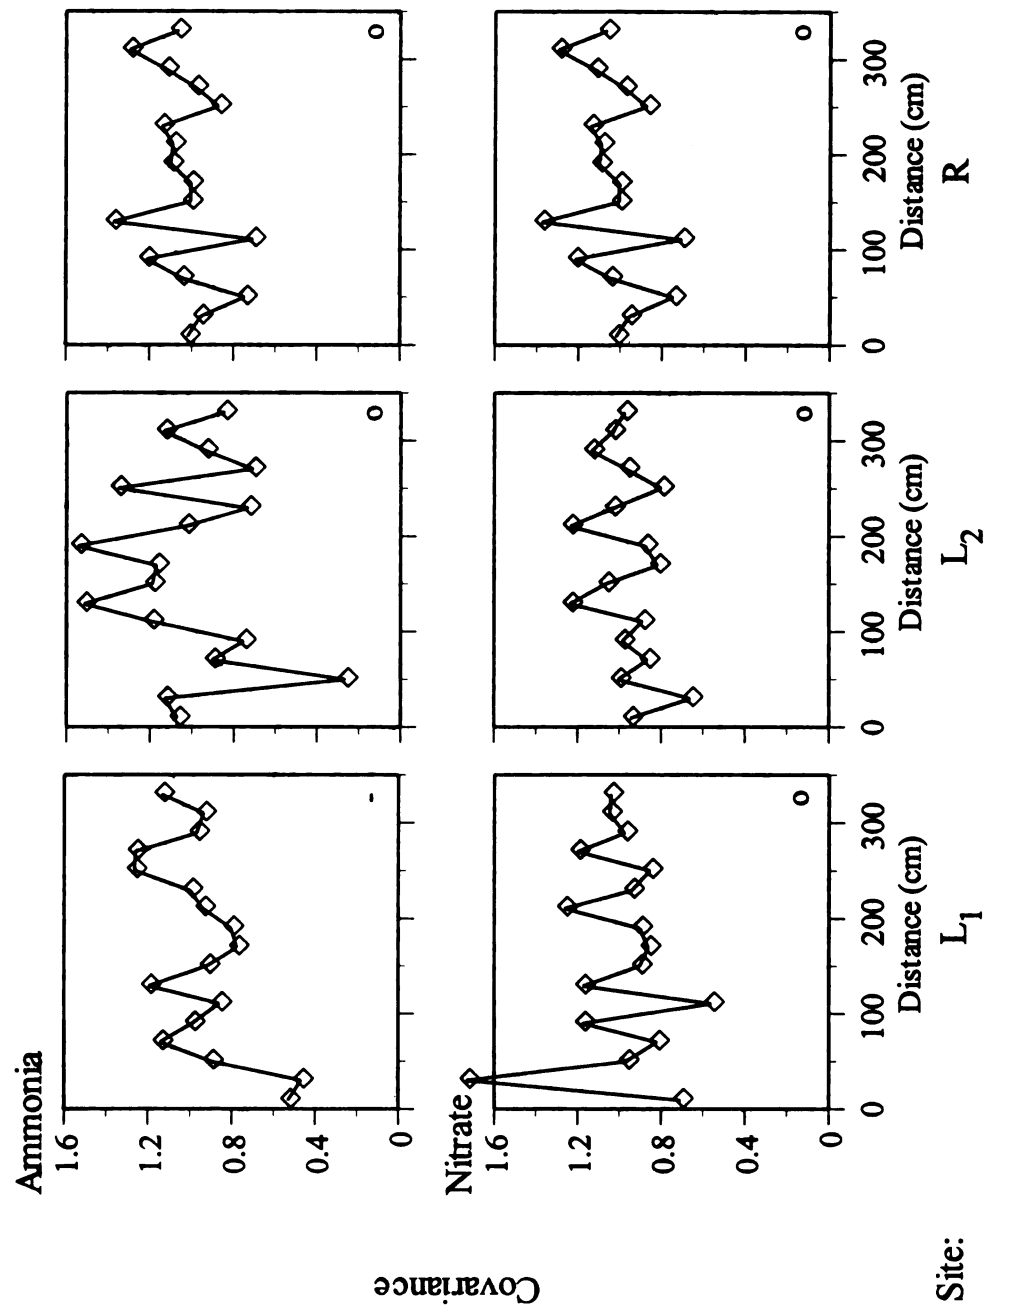 Ammonia
1.6
1.2
0.8
0.4
0
-
o
o
Nitrate
1.6
1.2
0.8
0.4
0
o
o
o
Covariance
0 100 200 300
0 100 200 300
0 100 200 300
Distance (cm)
Distance (cm)
Distance (cm)
Site:
L1
L2
R